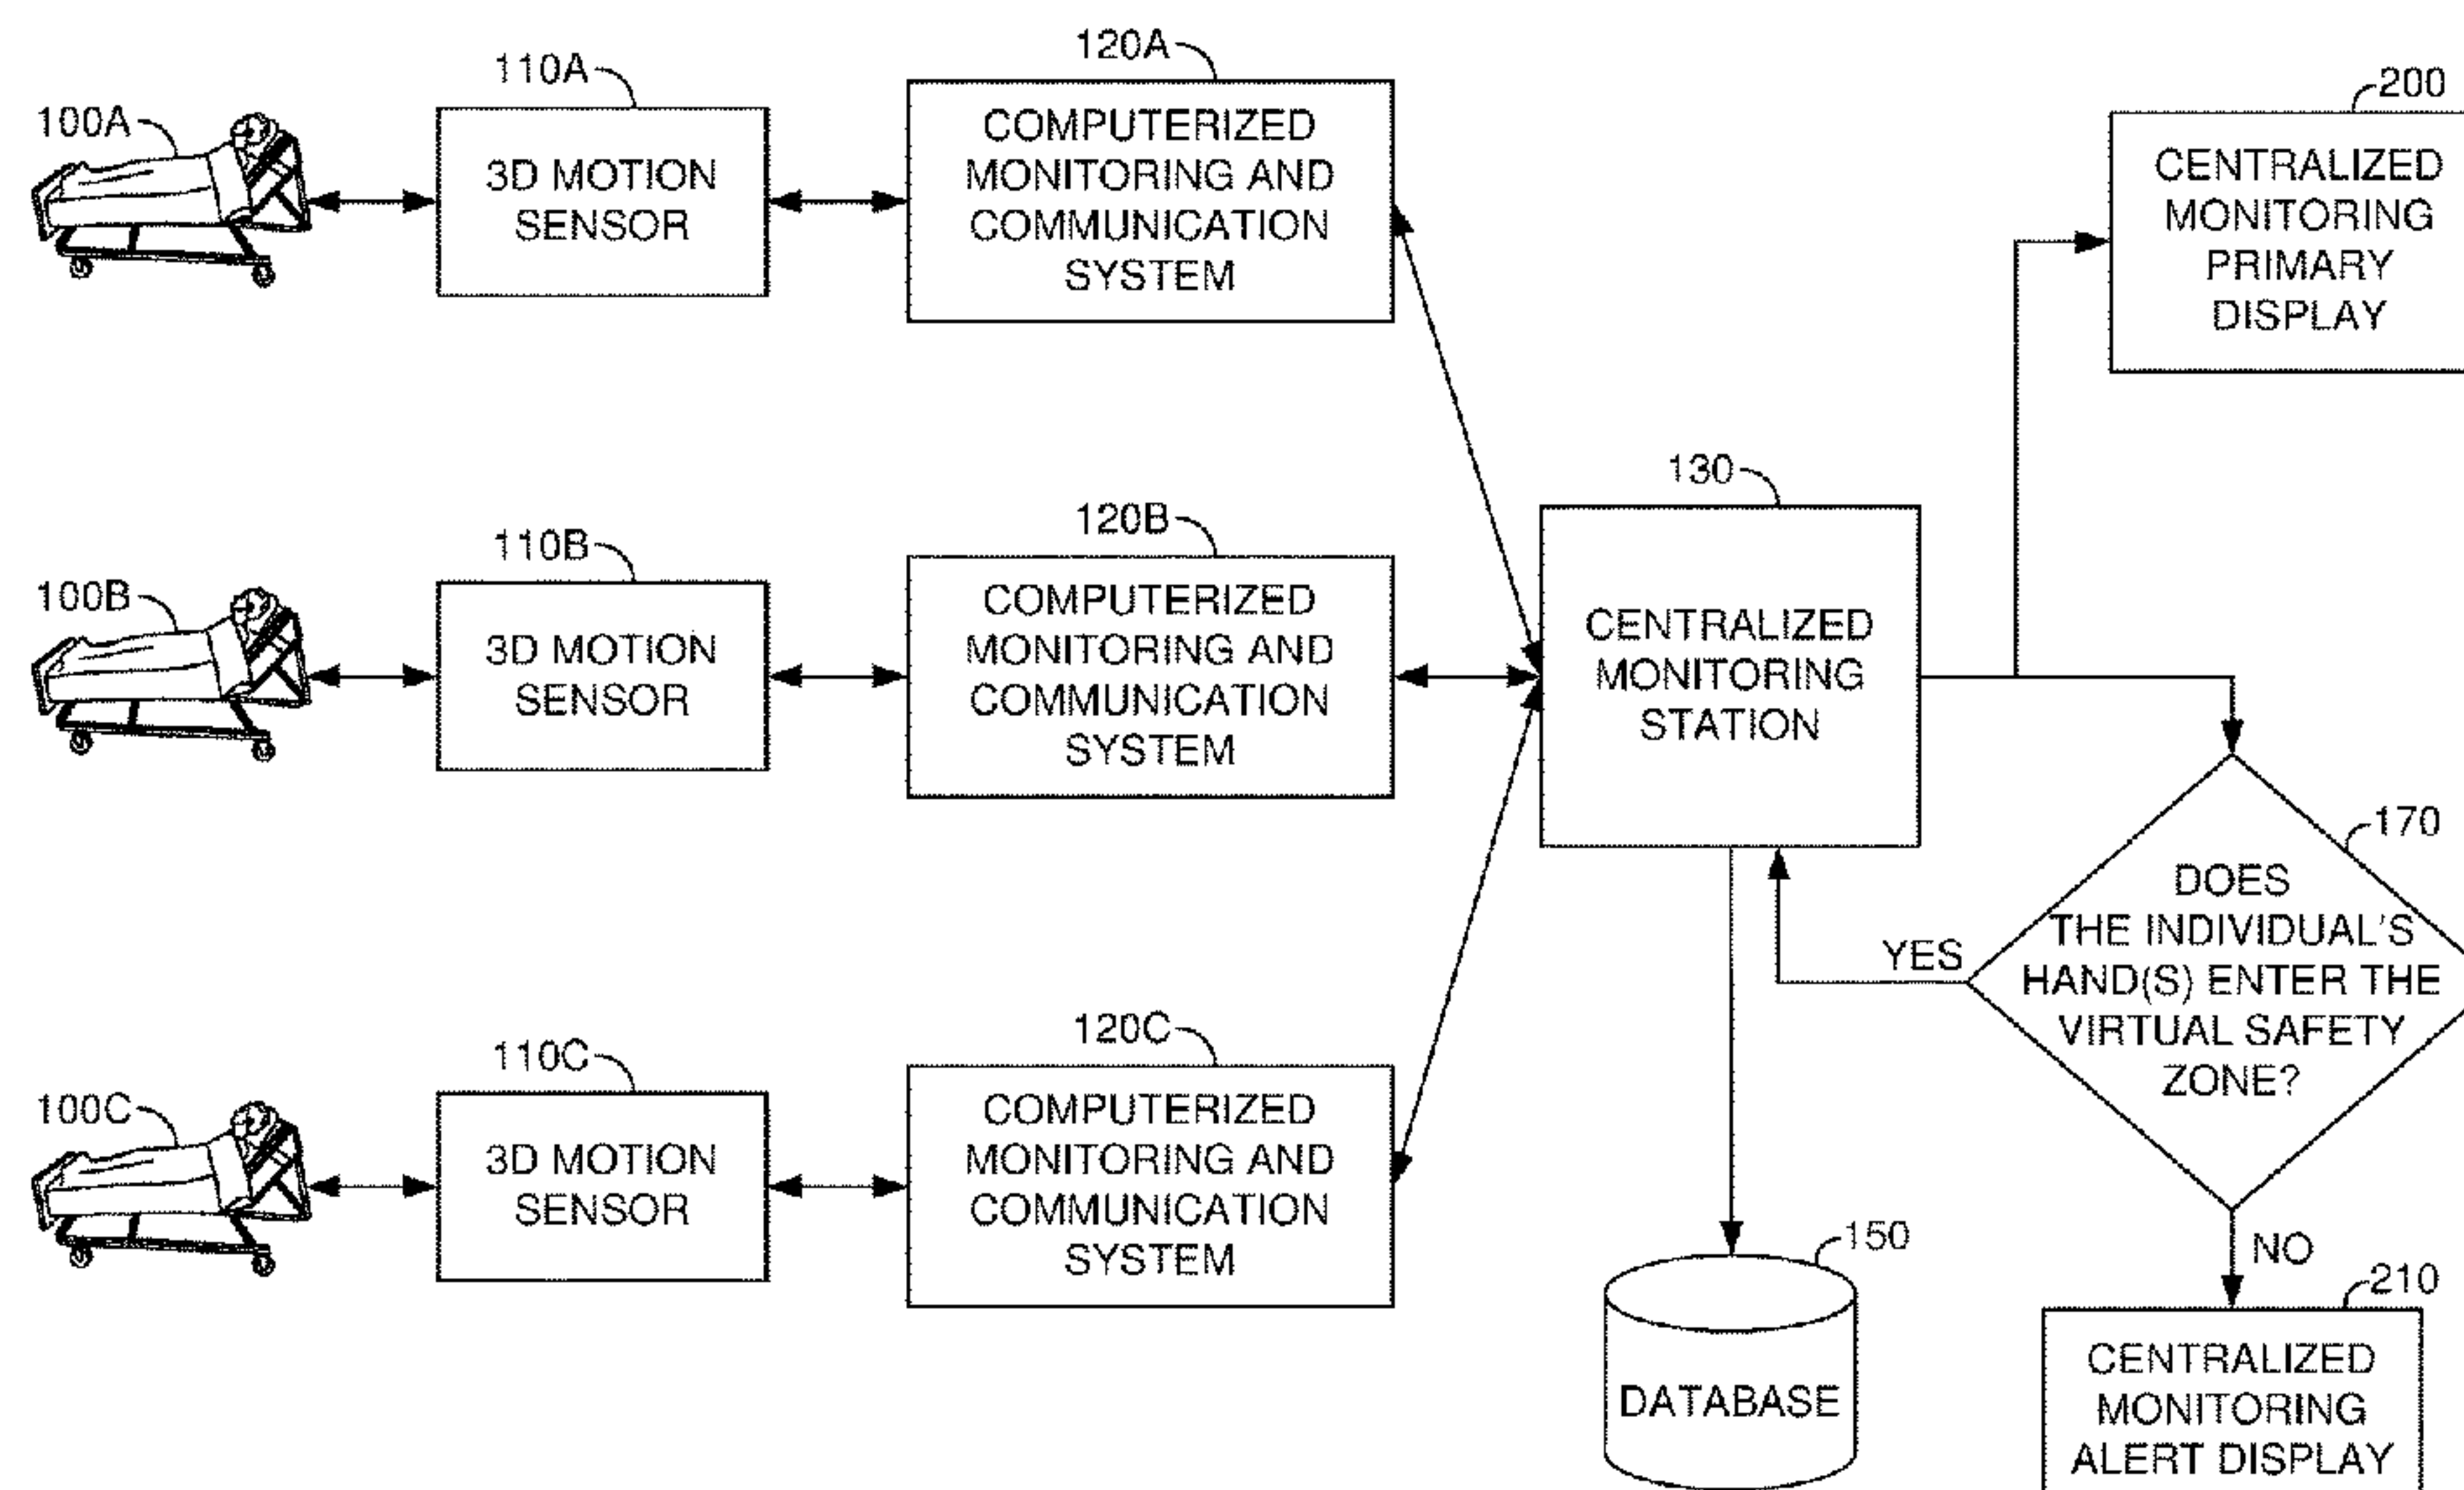 120A
110A
200
100A
3D MOTION
SENSOR
COMPUTERIZED
MONITORING AND
COMMUNICATION
SYSTEM
CENTRALIZED
MONITORING
PRIMARY
DISPLAY
130
120B
110B
100B
3D MOTION
SENSOR
COMPUTERIZED
MONITORING AND
COMMUNICATION
SYSTEM
CENTRALIZED
MONITORING
STATION
170
DOES
THE INDIVIDUAL'S
HAND(S) ENTER THE
VIRTUAL SAFETY
ZONE?
YES
120C
110C
100C
3D MOTION
SENSOR
COMPUTERIZED
MONITORING AND
COMMUNICATION
SYSTEM
150
DATABASE
NO
210
CENTRALIZED
MONITORING
ALERT DISPLAY